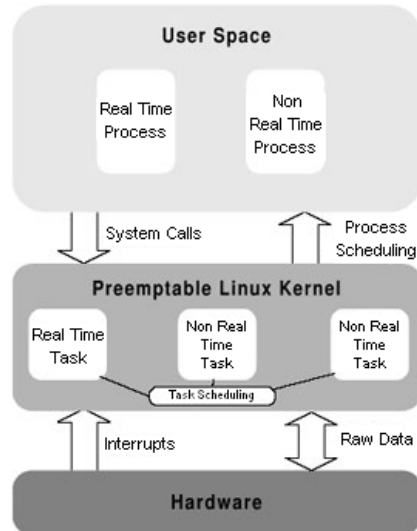 User Space
Real Time
Process
Non
Real Time
Process
System Calls
Process
Scheduling
Preemptable Linux Kernel
Real Time
Task
Non Real
Time
Task
Non Real
Time
Task
Task Scheduling
Interrupts
Raw Data
Hardware